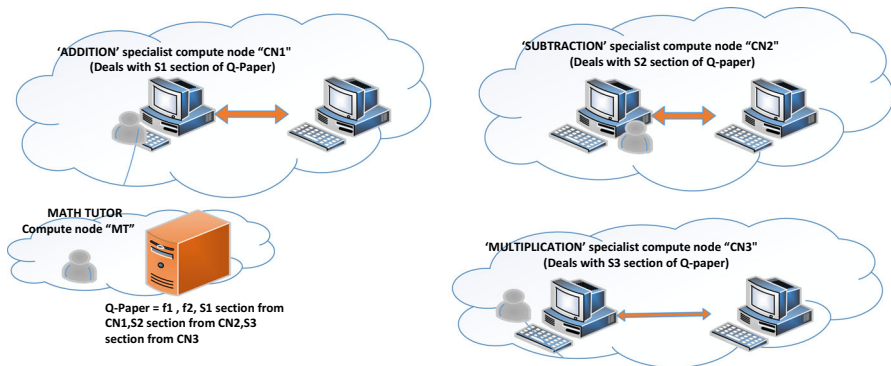 ‘ADDITION’ specialist compute node “CN1"
(Deals with S1 section of Q-Paper)
‘SUBTRACTION’ specialist compute node “CN2"
(Deals with S2 section of Q-paper)
MATH TUTOR
Compute node “MT”
Q-Paper = f1 , f2, S1 section from
CN1,S2 section from CN2,S3
section from CN3
‘MULTIPLICATION’ specialist compute node “CN3"
(Deals with S3 section of Q-paper)